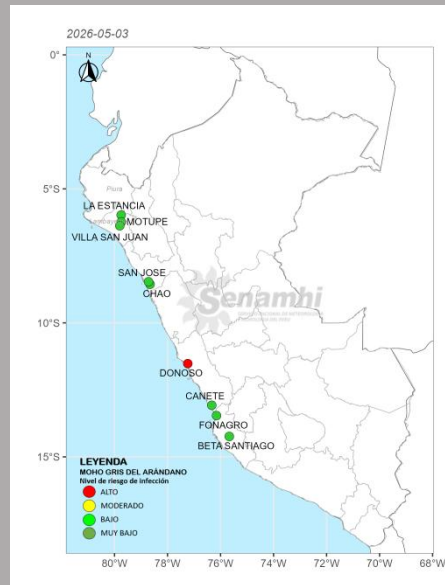 2026-05-03
N
0°
5°S
10°S
15°S
Piura
LA ESTANCIA
MOTUPE
VILLA SAN JUAN
SAN JOSE
CHAO
Senamhi
DONOSO
CANETE
FONAGRO
BETA SANTIAGO
LEYENDA
MOHO GRIS DEL ARÁNDANO
Nivel de riesgo de infección
ALTO
MODERADO
BAJO
MUY BAJO
80°W 78°W 76°W 74°W 72°W 70°W 68°W